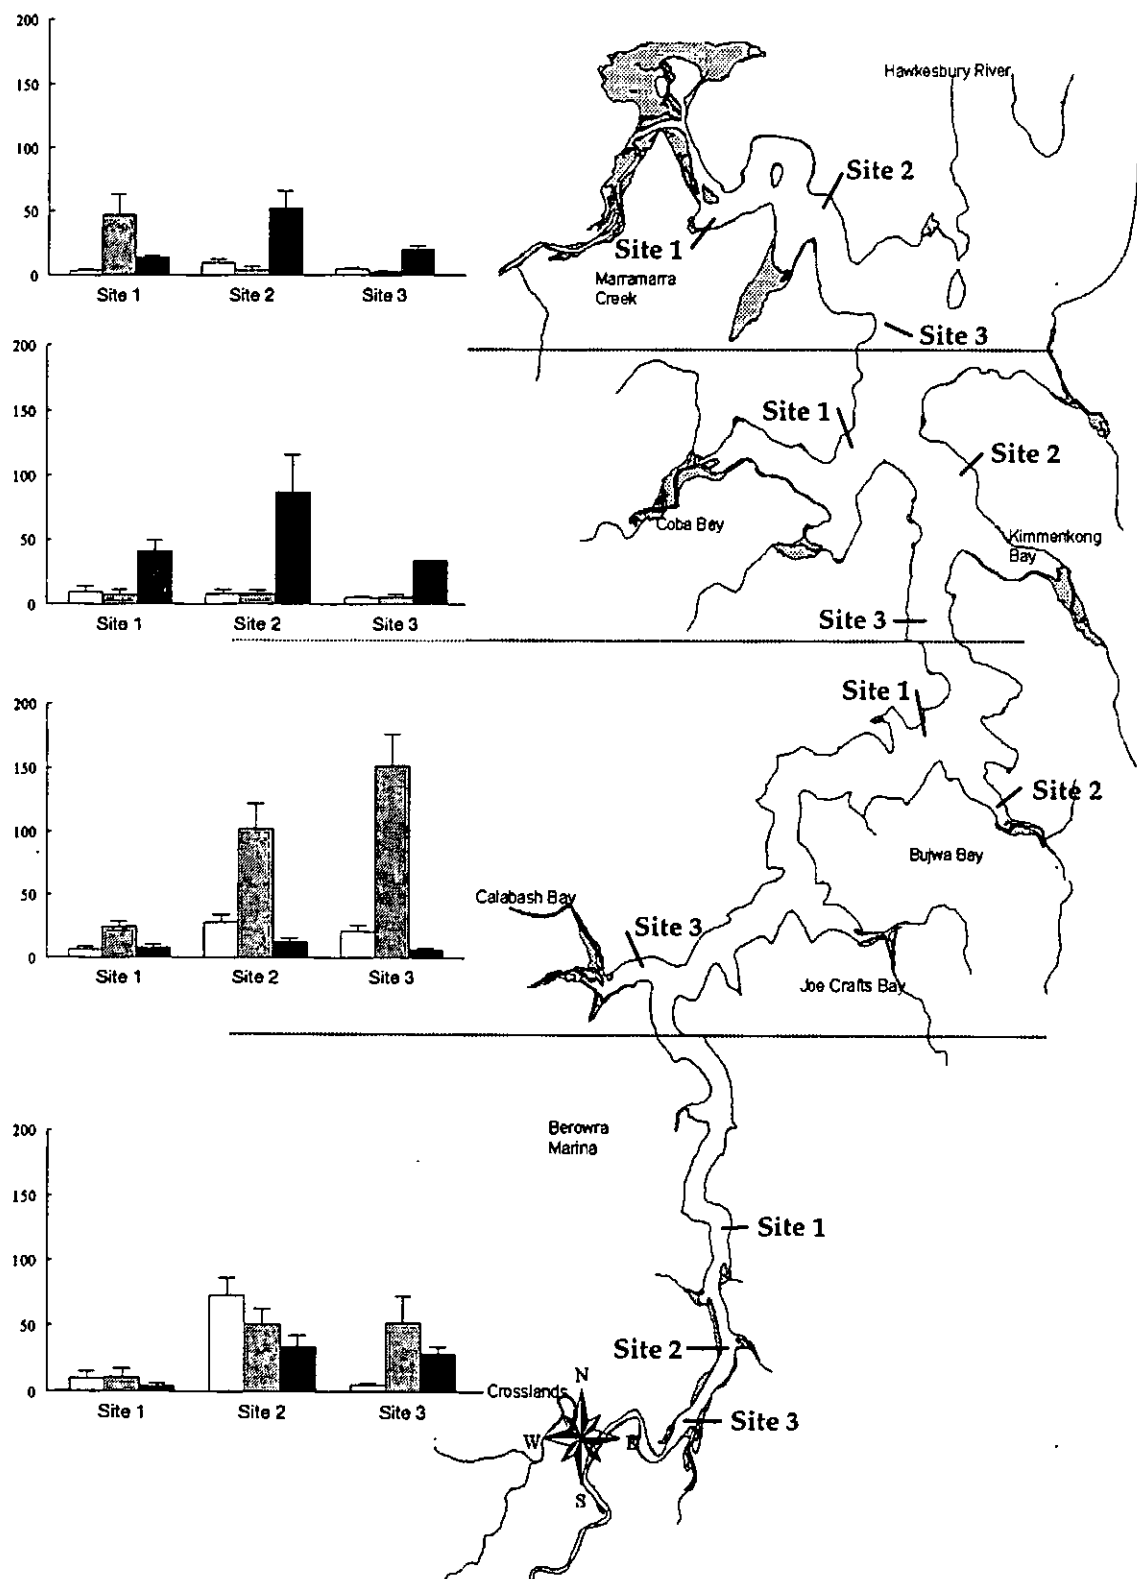 200
150
100
50
0
Site 1
Site 2
Site 3
Hawkesbury River
Site 2
Site 1
Marramarra
Creek
Site 3
200
150
100
50
0
Site 1
Site 2
Site 3
Site 1
Site 2
Coba Bay
Kimmenkong
Bay
Site 3
200
150
100
50
0
Site 1
Site 2
Site 3
Site 1
Site 2
Bujwa Bay
Calabash Bay
Site 3
Joe Crafts Bay
200
150
100
50
0
Site 1
Site 2
Site 3
Berowra
Marina
Site 1
Site 2
N
Crosslands
Site 3
W
E
S